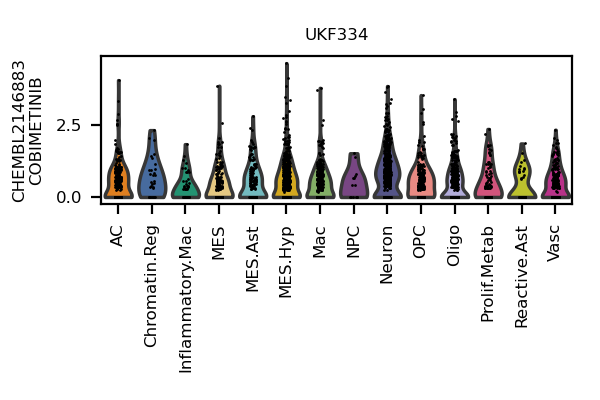 UKF334
CHEMBL2146883
COBIMETINIB
2.5
0.0
AC
Chromatin.Reg
Inflammatory.Mac
MES
MES.Ast
MES.Hyp
Mac
NPC
Neuron
OPC
Oligo
Prolif.Metab
Reactive.Ast
Vasc